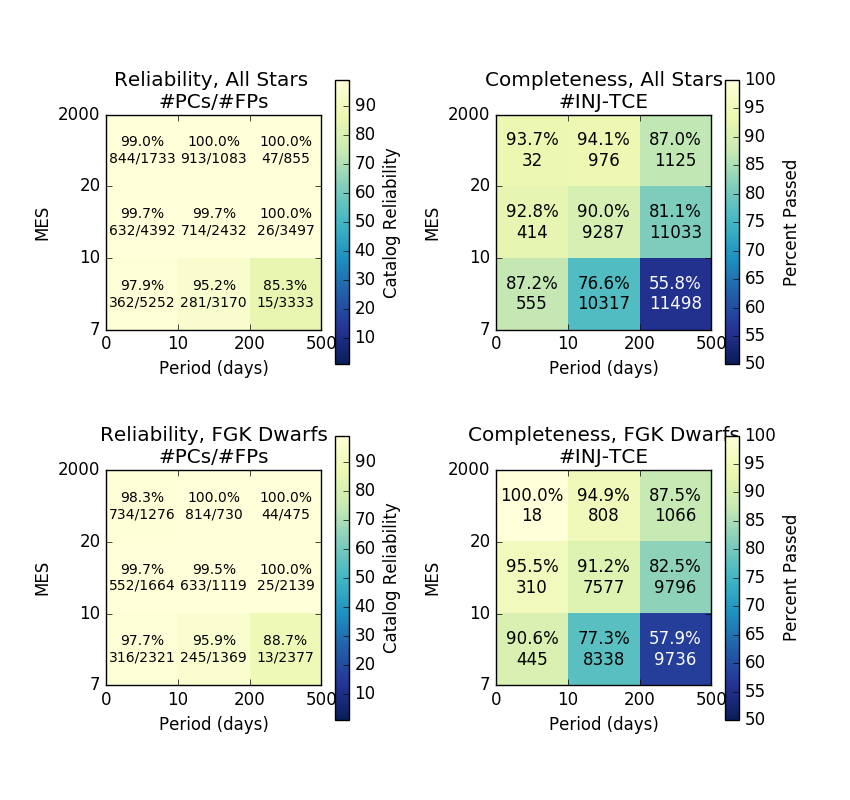 Reliability, All Stars
#PCs/#FPs
2000
20
10
7
MES
99.0% 100.0% 100.0%
844/1733 913/1083 47/855
99.7% 99.7% 100.0%
632/4392 714/2432 26/3497
97.9% 95.2% 85.3%
362/5252 281/3170 15/3333
0 10 200 500
Period (days)
90
80
70
60
50
40
30
20
10
Catalog Reliability
Completeness, All Stars
#INJ-TCE
2000
20
10
7
MES
93.7% 94.1% 87.0%
32 976 1125
92.8% 90.0% 81.1%
414 9287 11033
87.2% 76.6% 55.8%
555 10317 11498
0 10 200 500
Period (days)
100
95
90
85
80
75
70
65
60
55
50
Percent Passed
Reliability, FGK Dwarfs
#PCs/#FPs
2000
20
10
7
MES
98.3% 100.0% 100.0%
734/1276 814/730 44/475
99.7% 99.5% 100.0%
552/1664 633/1119 25/2139
97.7% 95.9% 88.7%
316/2321 245/1369 13/2377
0 10 200 500
Period (days)
90
80
70
60
50
40
30
20
10
Catalog Reliability
Completeness, FGK Dwarfs
#INJ-TCE
2000
20
10
7
MES
100.0% 94.9% 87.5%
18 808 1066
95.5% 91.2% 82.5%
310 7577 9796
90.6% 77.3% 57.9%
445 8338 9736
0 10 200 500
Period (days)
100
95
90
85
80
75
70
65
60
55
50
Percent Passed